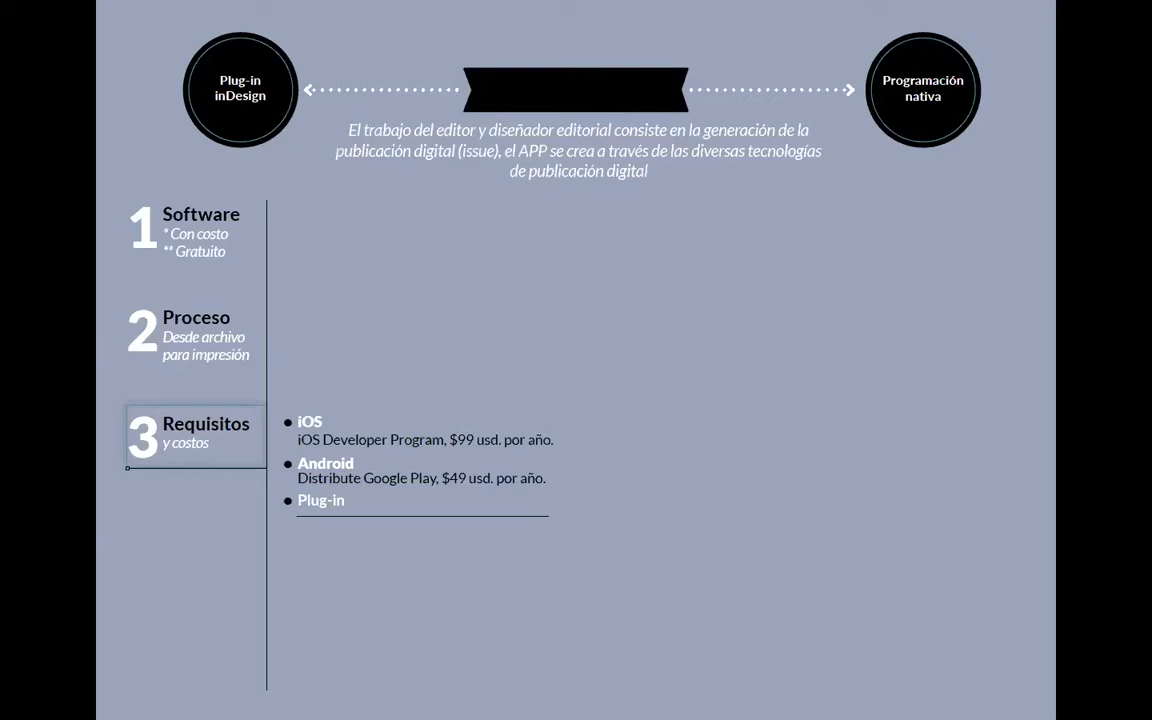 Plug-in
inDesign
Programación
nativa
El trabajo del editor y diseñador editorial consiste en la generación de la
publicación digital (issue), el APP se crea a través de las diversas tecnologías
de publicación digital
1 Software
* Con costo
** Gratuito
2 Proceso
Desde archivo
para impresión
3 Requisitos
y costos
• iOS
iOS Developer Program, $99 usd. por año.
• Android
Distribute Google Play, $49 usd. por año.
• Plug-in